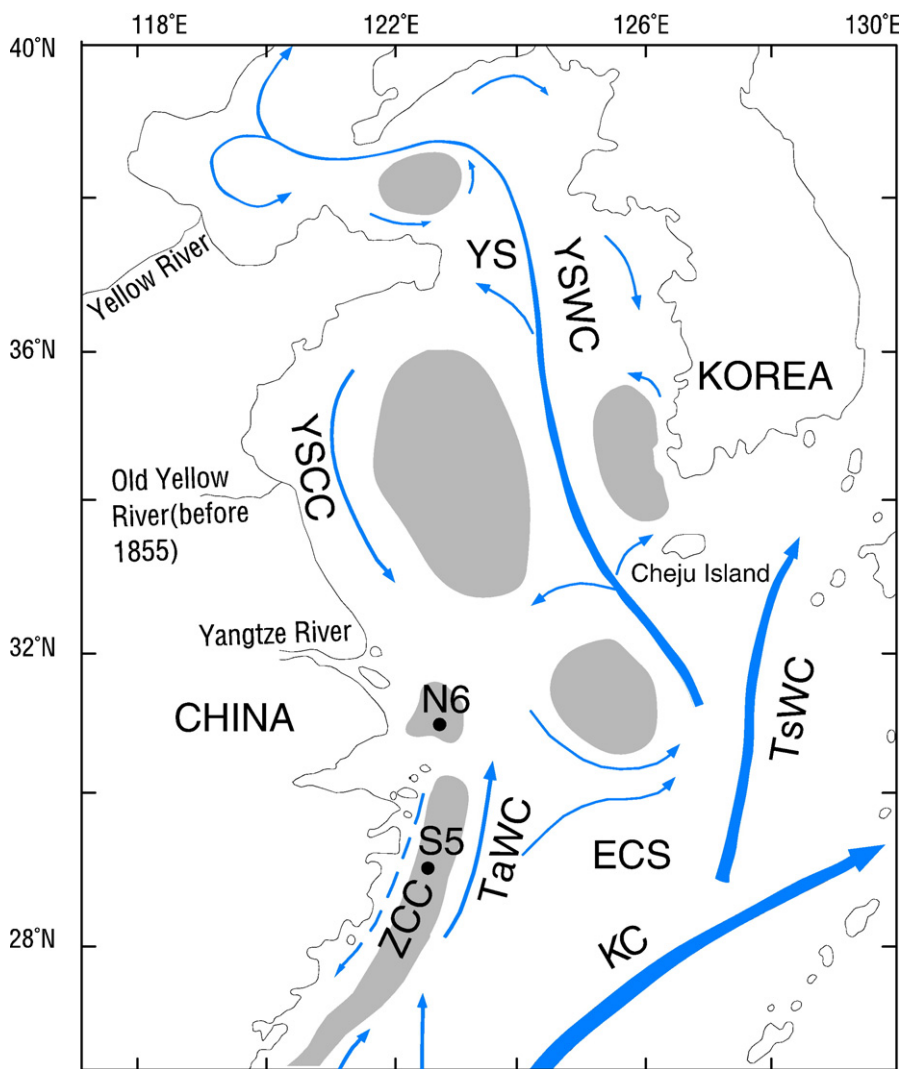 118°E
122°E
126°E
130°E
40°N
YS
YSWC
Yellow River
36°N
KOREA
YSCC
Old Yellow
River(before
1855)
Cheju Island
Yangtze River
32°N
N6
CHINA
TsWC
S5
TaWC
ECS
ZCC
28°N
KC